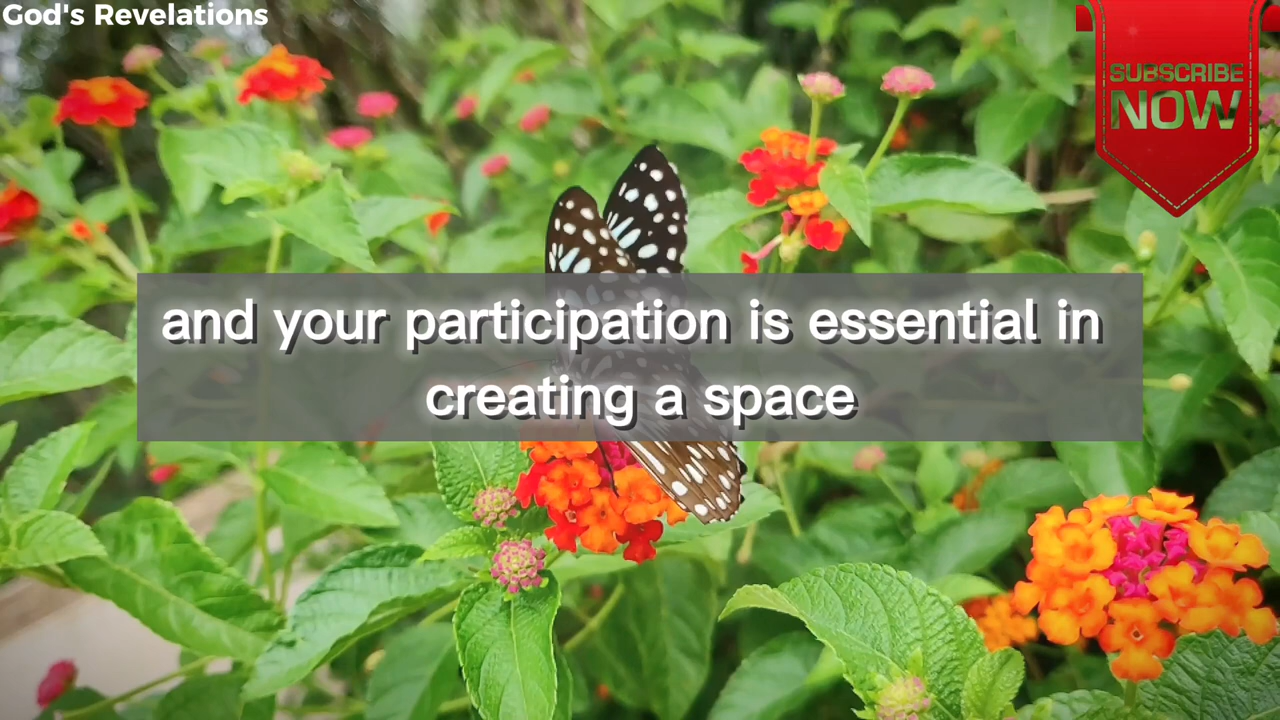 God's Revelations
SUBSCRIBE
NOW
and your participation is essential in
creating a space